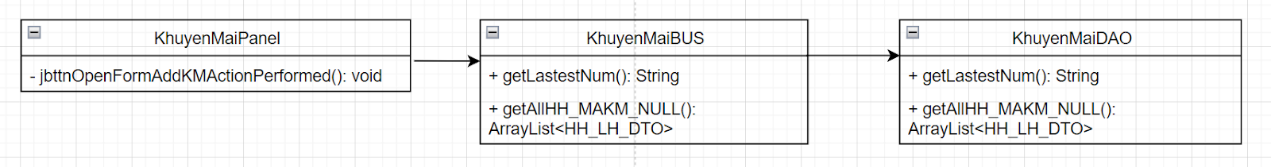 KhuyenMaiPanel
- jbttnOpenFormAddKMActionPerformed(): void
KhuyenMaiBUS
+ getLastestNum(): String
+ getAllHH_MAKM_NULL():
ArrayList<HH_LH_DTO>
KhuyenMaiDAO
+ getLastestNum(): String
+ getAllHH_MAKM_NULL():
ArrayList<HH_LH_DTO>